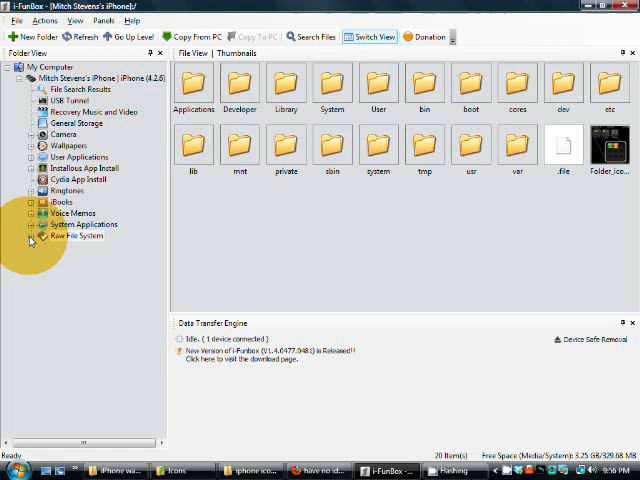 i-FunBox - [Mitch Stevens's iPhone]:/
File Actions View Panels Help
New Folder Refresh Go Up Level Copy From PC Copy To PC Search Files Switch View Donation
Folder View
File View | Thumbnails
My Computer
Mitch Stevens's iPhone | iPhone (4.2.6)
File Search Results
USB Tunnel
Recovery Music and Video
General Storage
Camera
Wallpapers
User Applications
Installous App Install
Cydia App Install
Ringtones
iBooks
Voice Memos
System Applications
Raw File System
Applications Developer Library System User bin boot cores dev etc
lib mnt private sbin system tmp usr var .file Folder_ico...
Data Transfer Engine
Idle. ( 1 device connected )
Device Safe Removal
New Version of i-Funbox (V1.4.0477.0481) is Released!!
Click here to visit the download page.
Ready
20 Item(s)
Free Space (Media/System): 3.25 GB/329.68 MB
iPhone wa... Icons iphone ico... have no id... i-FunBox -... Flashing 9:56 PM